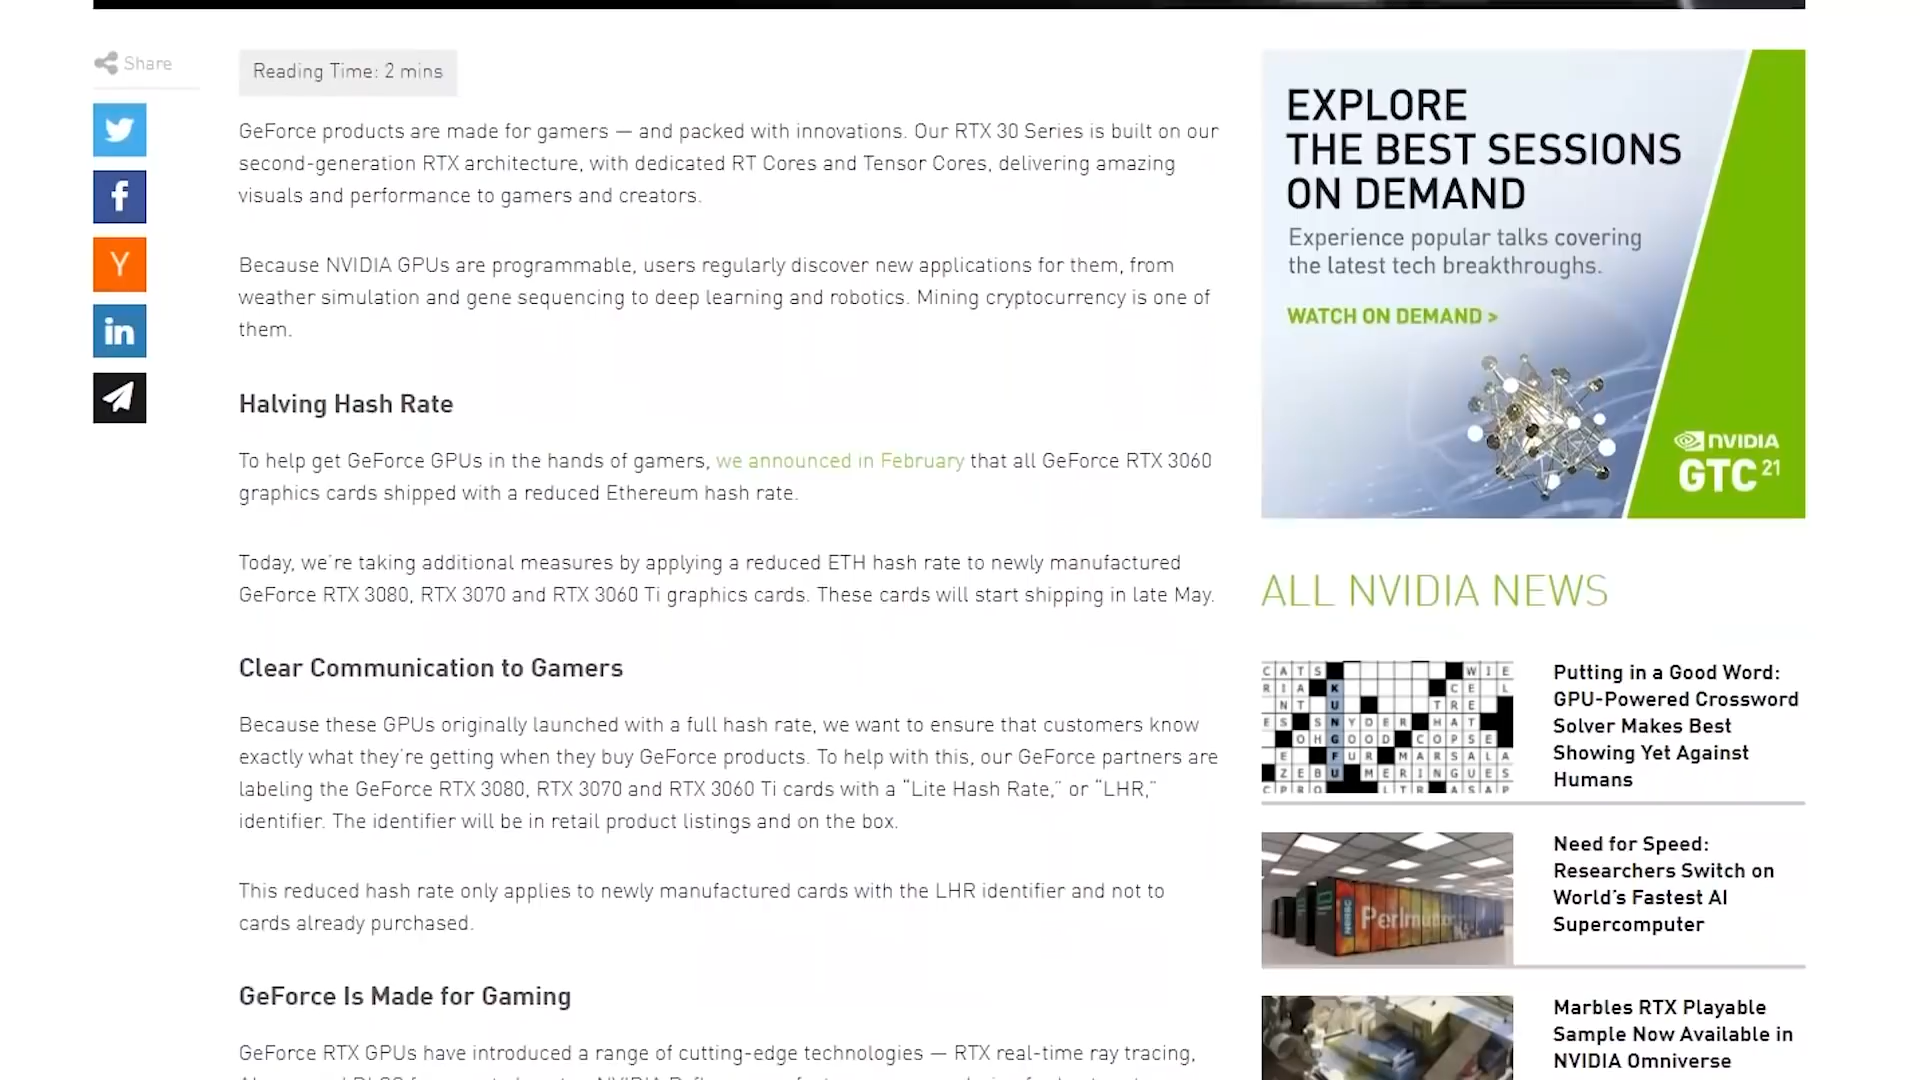 Share
Reading Time: 2 mins
GeForce products are made for gamers — and packed with innovations. Our RTX 30 Series is built on our
second-generation RTX architecture, with dedicated RT Cores and Tensor Cores, delivering amazing
visuals and performance to gamers and creators.
Because NVIDIA GPUs are programmable, users regularly discover new applications for them, from
weather simulation and gene sequencing to deep learning and robotics. Mining cryptocurrency is one of
them.
Halving Hash Rate
To help get GeForce GPUs in the hands of gamers, we announced in February that all GeForce RTX 3060
graphics cards shipped with a reduced Ethereum hash rate.
Today, we're taking additional measures by applying a reduced ETH hash rate to newly manufactured
GeForce RTX 3080, RTX 3070 and RTX 3060 Ti graphics cards. These cards will start shipping in late May.
Clear Communication to Gamers
Because these GPUs originally launched with a full hash rate, we want to ensure that customers know
exactly what they're getting when they buy GeForce products. To help with this, our GeForce partners are
labeling the GeForce RTX 3080, RTX 3070 and RTX 3060 Ti cards with a “Lite Hash Rate,” or “LHR,”
identifier. The identifier will be in retail product listings and on the box.
This reduced hash rate only applies to newly manufactured cards with the LHR identifier and not to
cards already purchased.
GeForce Is Made for Gaming
GeForce RTX GPUs have introduced a range of cutting-edge technologies — RTX real-time ray tracing,
EXPLORE
THE BEST SESSIONS
ON DEMAND
Experience popular talks covering
the latest tech breakthroughs.
WATCH ON DEMAND >
NVIDIA
GTC 21
ALL NVIDIA NEWS
Putting in a Good Word:
GPU-Powered Crossword
Solver Makes Best
Showing Yet Against
Humans
Need for Speed:
Researchers Switch on
World's Fastest AI
Supercomputer
Perlmutter
Marbles RTX Playable
Sample Now Available in
NVIDIA Omniverse